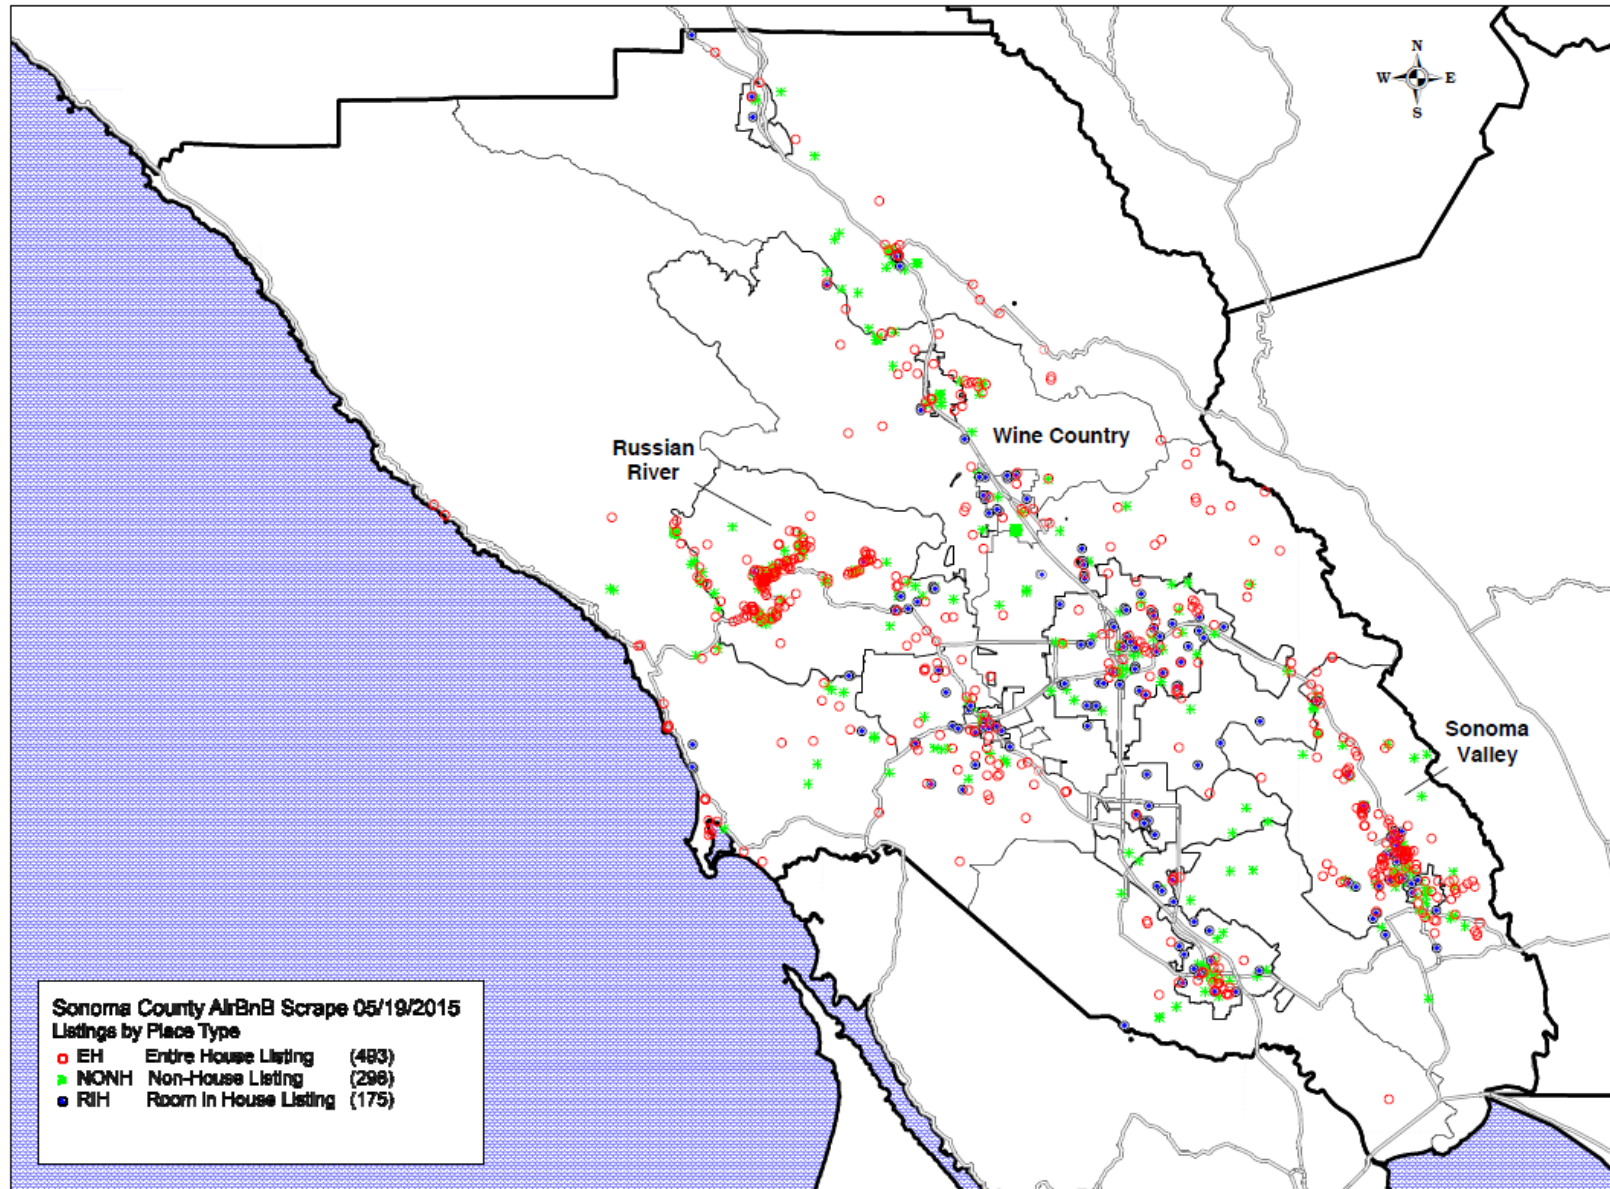 N
W E
S
Wine Country
Russian
River
Sonoma
Valley
Sonoma County AirBnB Scrape 05/19/2015
Listings by Place Type
EH Entire House Listing (493)
NONH Non-House Listing (296)
RIH Room in House Listing (175)